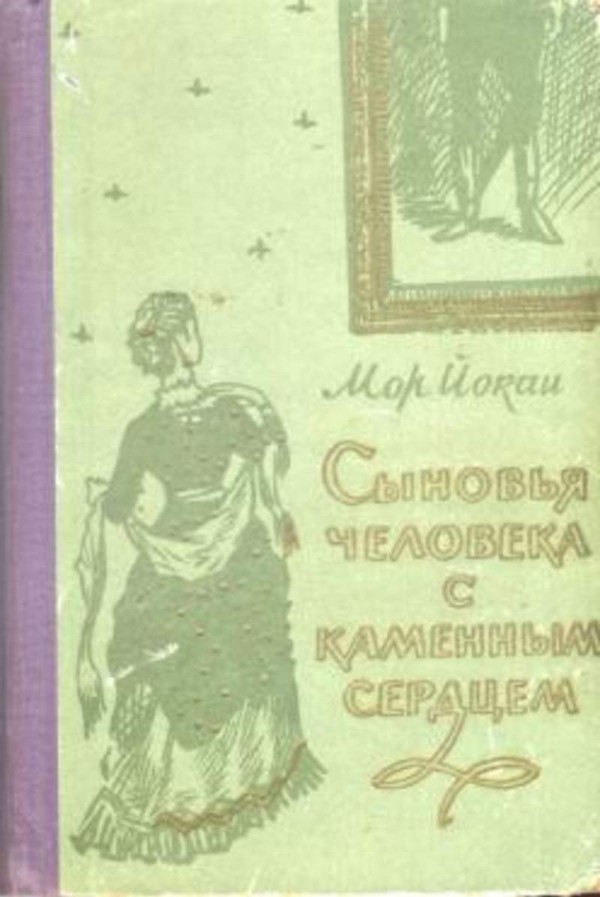 Мор Йокаи
Сыновья
человека
с
каменным
сердцем